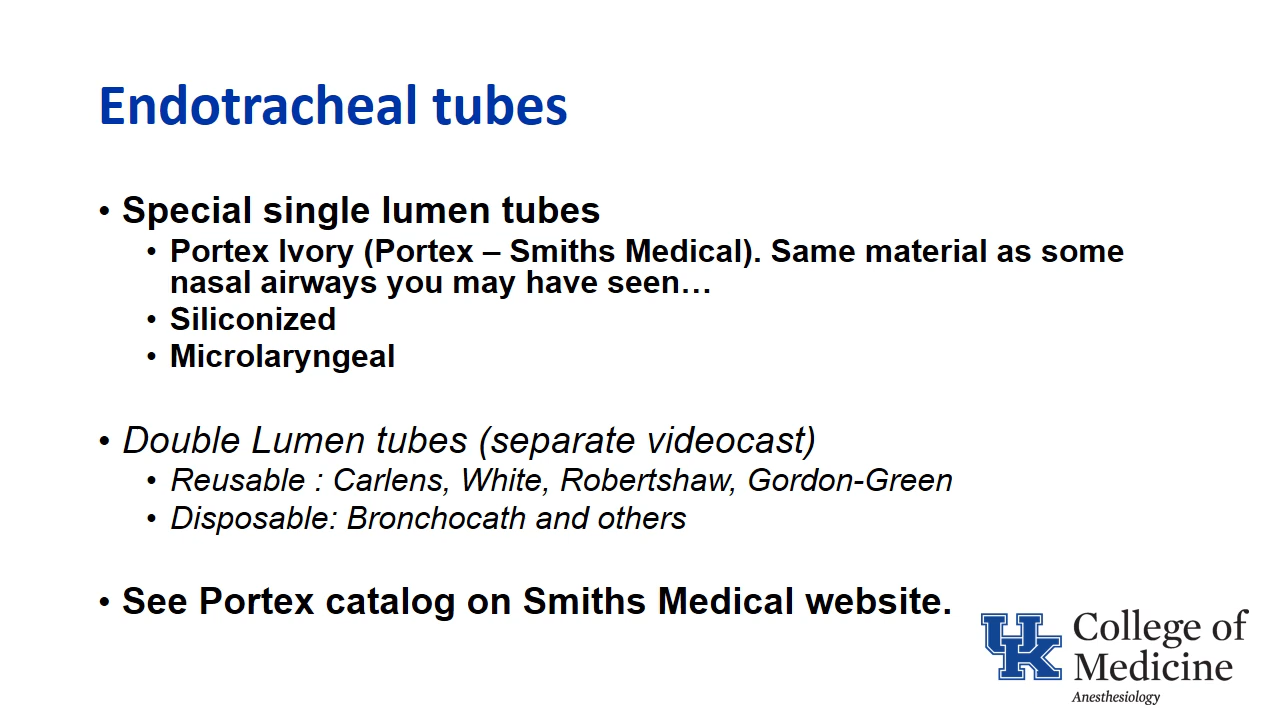 Endotracheal tubes
• Special single lumen tubes
• Portex Ivory (Portex – Smiths Medical). Same material as some
nasal airways you may have seen…
• Siliconized
• Microlaryngeal
• Double Lumen tubes (separate videocast)
• Reusable : Carlens, White, Robertshaw, Gordon-Green
• Disposable: Bronchocath and others
• See Portex catalog on Smiths Medical website.
UK
College of
Medicine
Anesthesiology